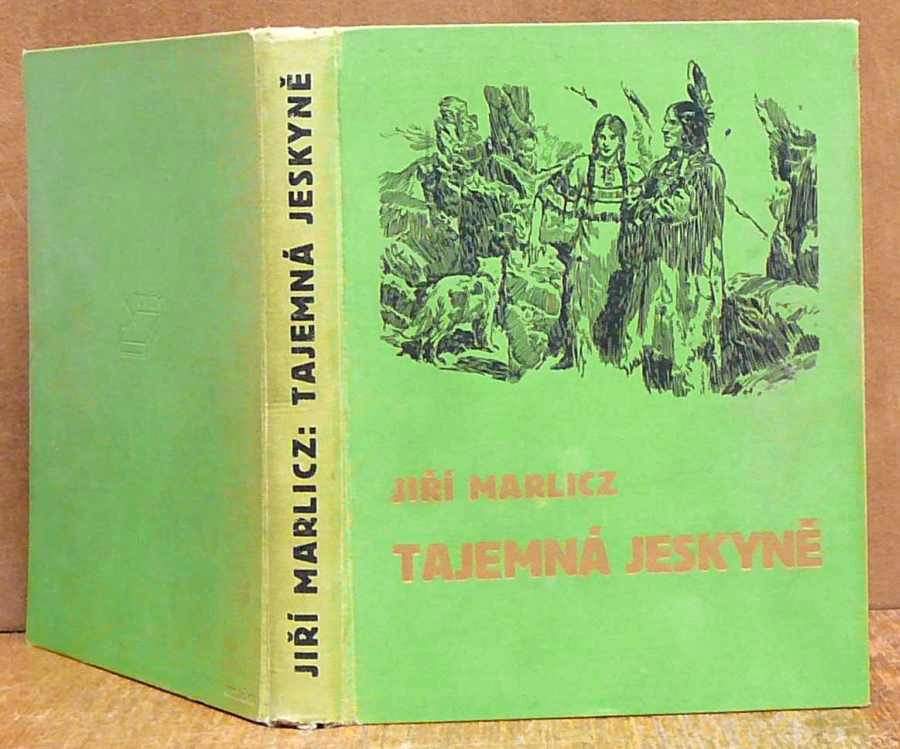 JIŘÍ MARLICZ: TAJEMNÁ JESKYNĚ
JIŘÍ MARLICZ
TAJEMNÁ JESKYNĚ